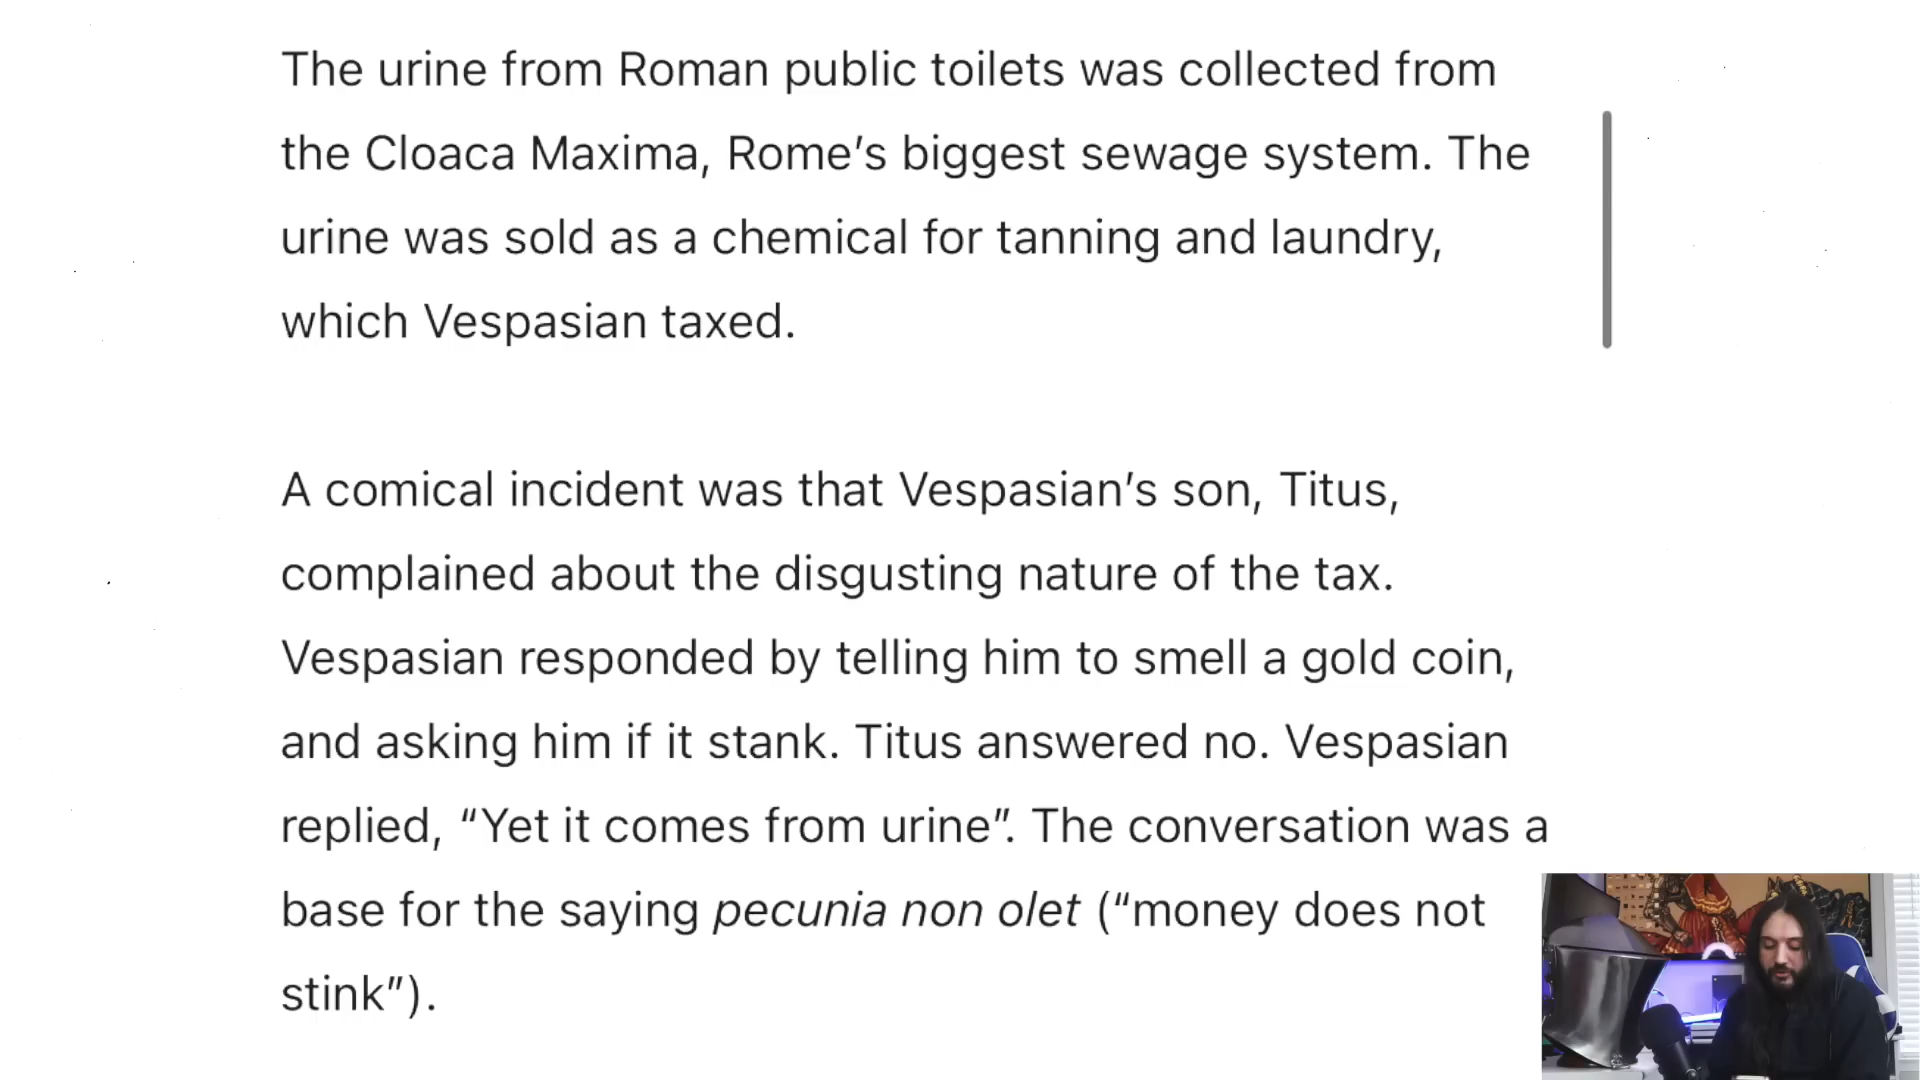 The urine from Roman public toilets was collected from
the Cloaca Maxima, Rome’s biggest sewage system. The
urine was sold as a chemical for tanning and laundry,
which Vespasian taxed.
A comical incident was that Vespasian’s son, Titus,
complained about the disgusting nature of the tax.
Vespasian responded by telling him to smell a gold coin,
and asking him if it stank. Titus answered no. Vespasian
replied, “Yet it comes from urine”. The conversation was a
base for the saying pecunia non olet (“money does not
stink”).